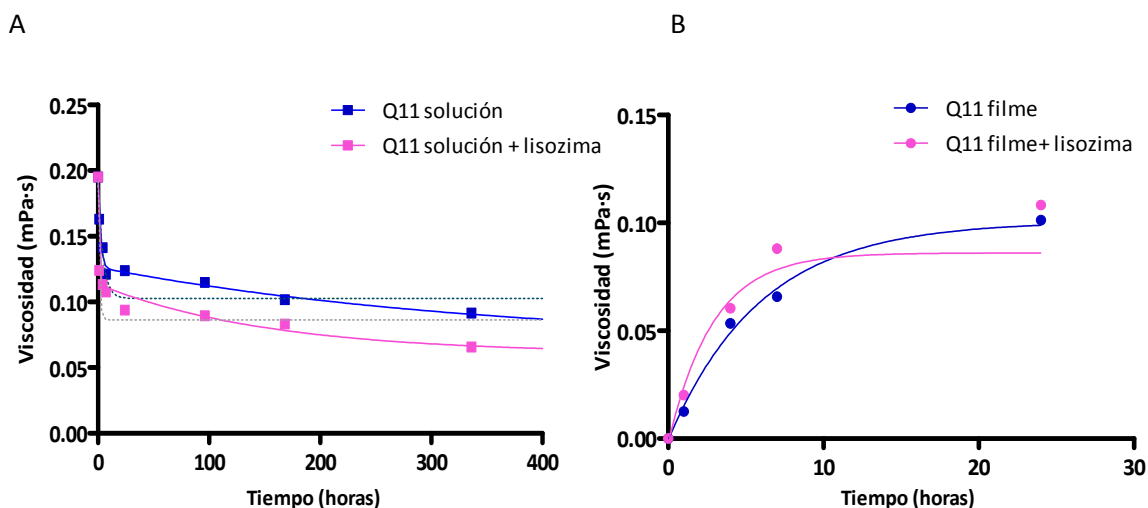 A
B
Q11 solución
Q11 solución + lisozima
0.25
0.20
0.15
0.10
0.05
0.00
Viscosidad (mPa·s)
0
100
200
300
400
Tiempo (horas)
Q11 filme
Q11 filme+ lisozima
0.15
0.10
0.05
0.00
Viscosidad (mPa·s)
0
10
20
30
Tiempo (horas)